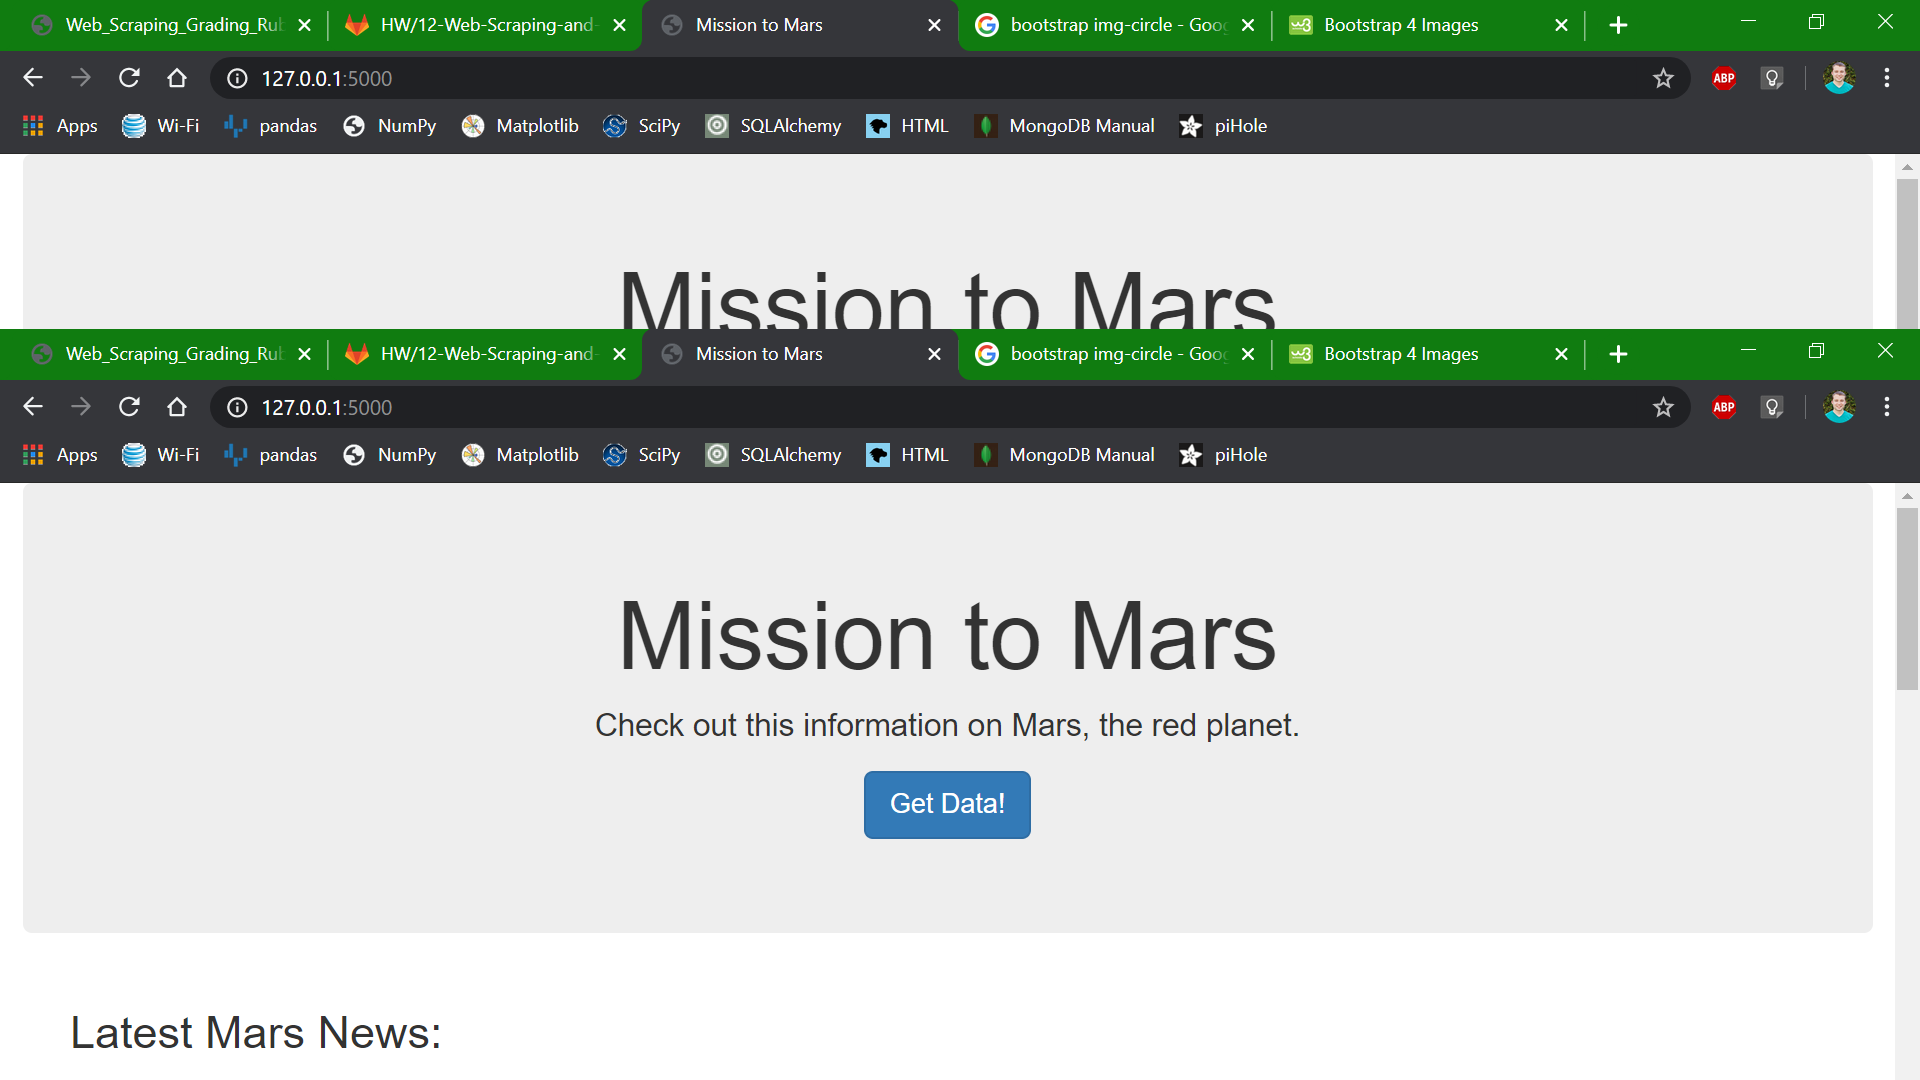 Web_Scraping_Grading_Rub HW/12-Web-Scraping-and- Mission to Mars bootstrap img-circle - Goog Bootstrap 4 Images
127.0.0.1:5000 ABP
Apps Wi-Fi pandas NumPy Matplotlib SciPy SQLAlchemy HTML MongoDB Manual piHole
Mission to Mars
Web_Scraping_Grading_Rub HW/12-Web-Scraping-and- Mission to Mars bootstrap img-circle - Goog Bootstrap 4 Images
127.0.0.1:5000 ABP
Apps Wi-Fi pandas NumPy Matplotlib SciPy SQLAlchemy HTML MongoDB Manual piHole
Mission to Mars
Check out this information on Mars, the red planet.
Get Data!
Latest Mars News: